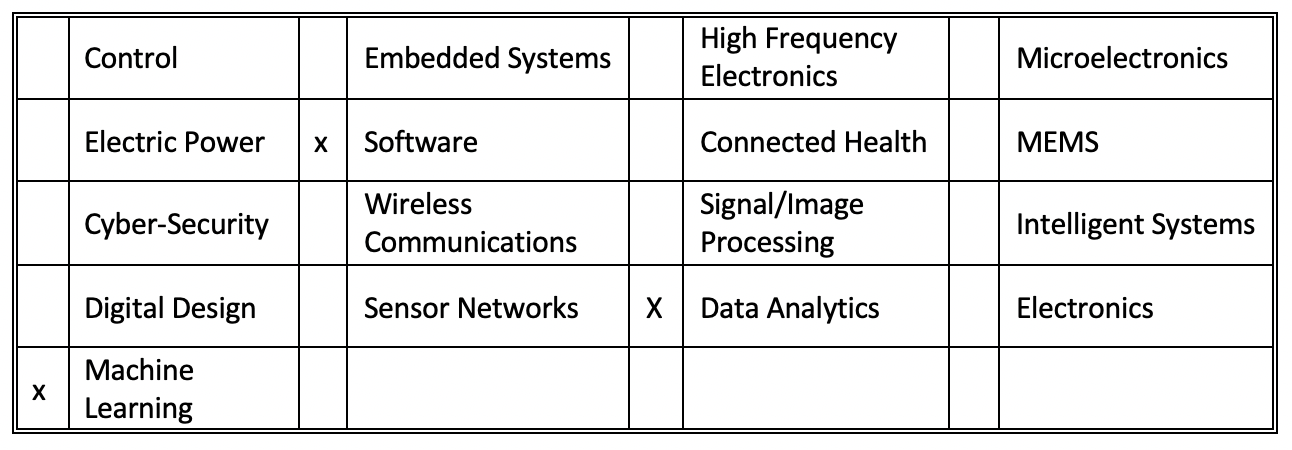 Control Embedded Systems High Frequency Electronics Microelectronics
Electric Power x Software Connected Health MEMS
Cyber-Security Wireless Communications Signal/Image Processing Intelligent Systems
Digital Design Sensor Networks X Data Analytics Electronics
x Machine Learning